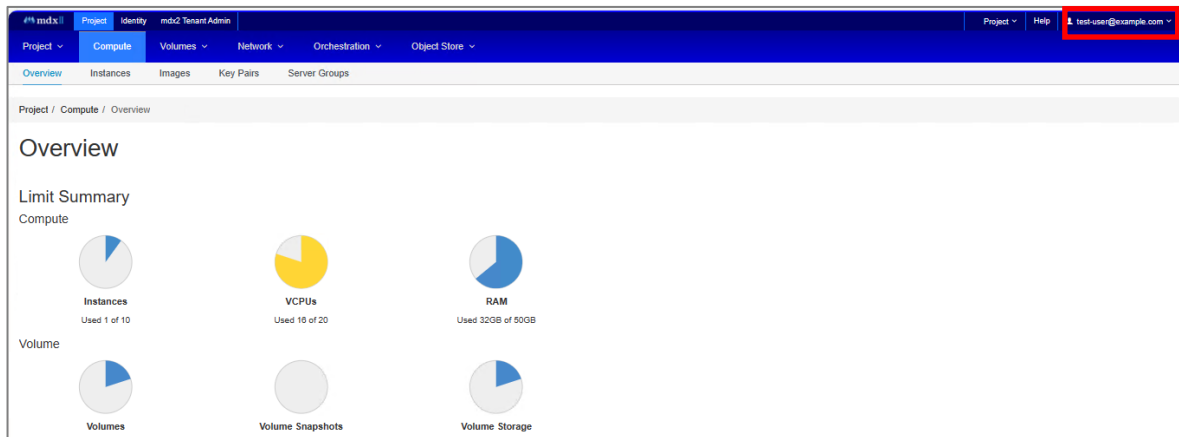 mdx II Project Identity mdx2 Tenant Admin Project Help test-user@example.com
Project Compute Volumes Network Orchestration Object Store
Overview Instances Images Key Pairs Server Groups
Project / Compute / Overview
Overview
Limit Summary
Compute
Instances VCPUs RAM
Used 1 of 10 Used 16 of 20 Used 32GB of 50GB
Volume
Volumes Volume Snapshots Volume Storage